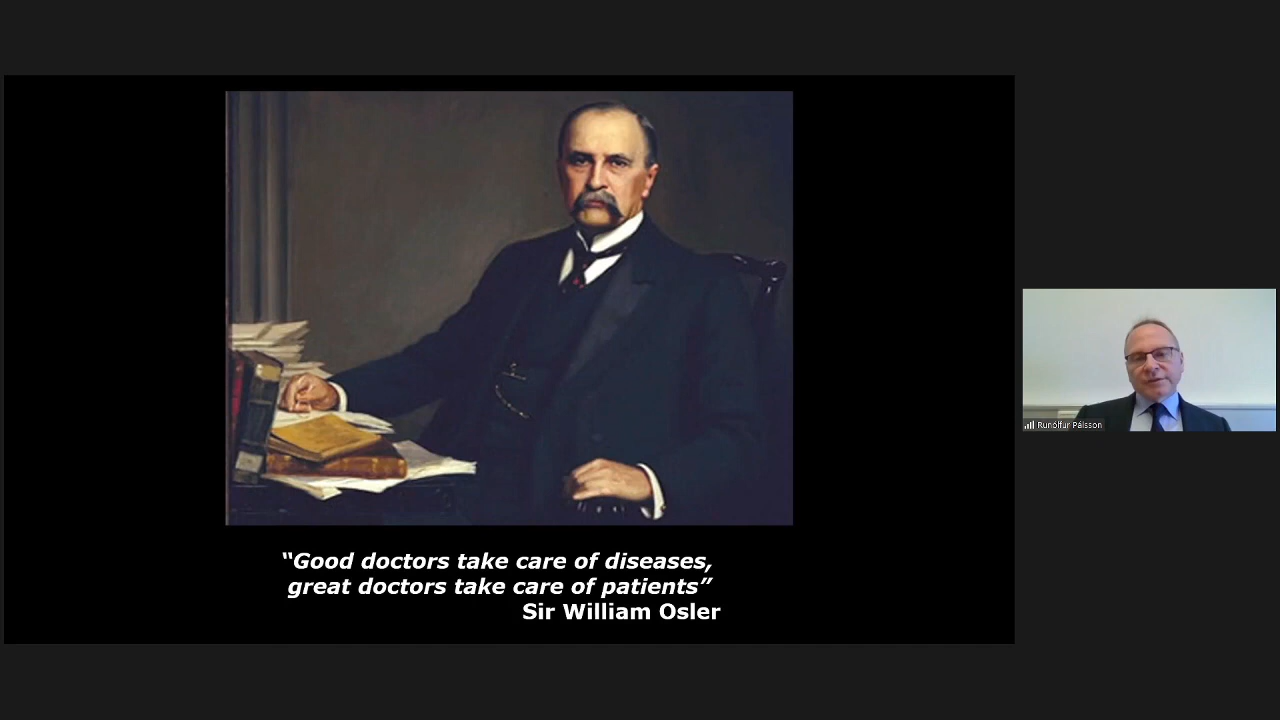 “Good doctors take care of diseases,
great doctors take care of patients”
Sir William Osler
Runólfur Pálsson